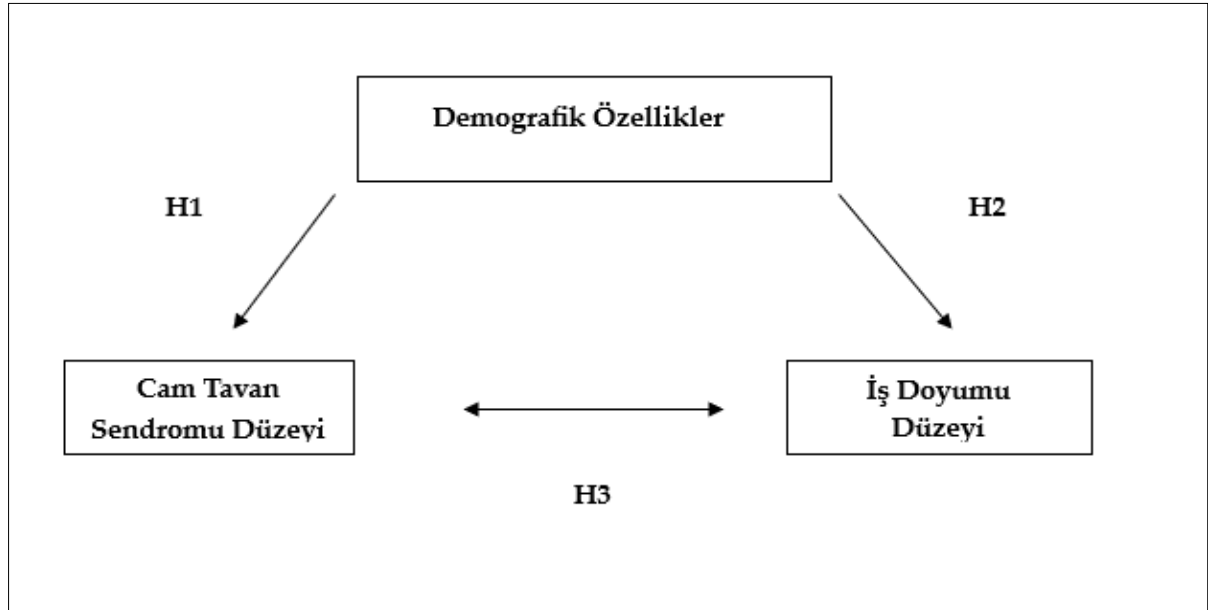 Demografik Özellikler
H1
H2
Cam Tavan
Sendromu Düzeyi
İş Doyumu
Düzeyi
H3